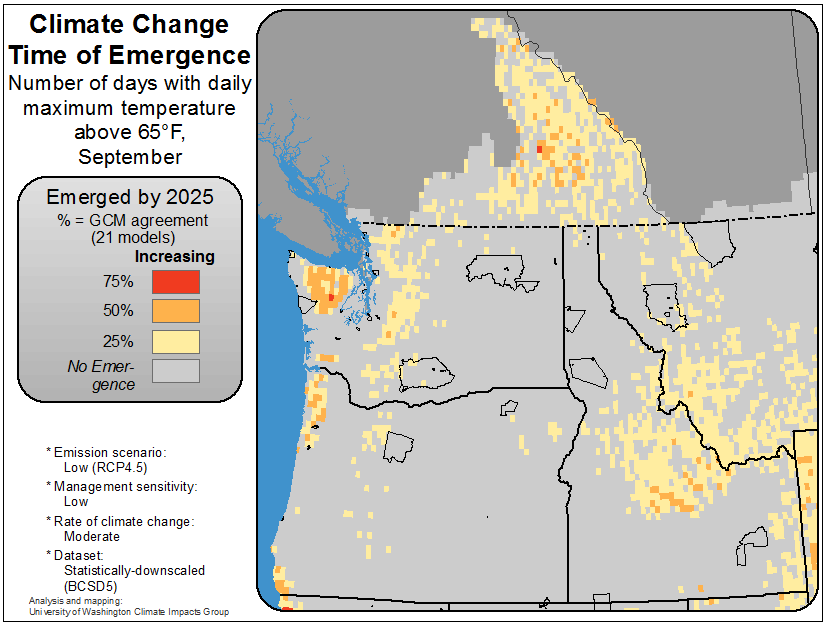 Climate Change
Time of Emergence
Number of days with daily
maximum temperature
above 65°F,
September
Emerged by 2025
% = GCM agreement
(21 models)
Increasing
75%
50%
25%
No Emer-
gence
* Emission scenario:
Low (RCP4.5)
* Management sensitivity:
Low
* Rate of climate change:
Moderate
* Dataset:
Statistically-downscaled
(BCSD5)
Analysis and mapping:
University of Washington Climate Impacts Group